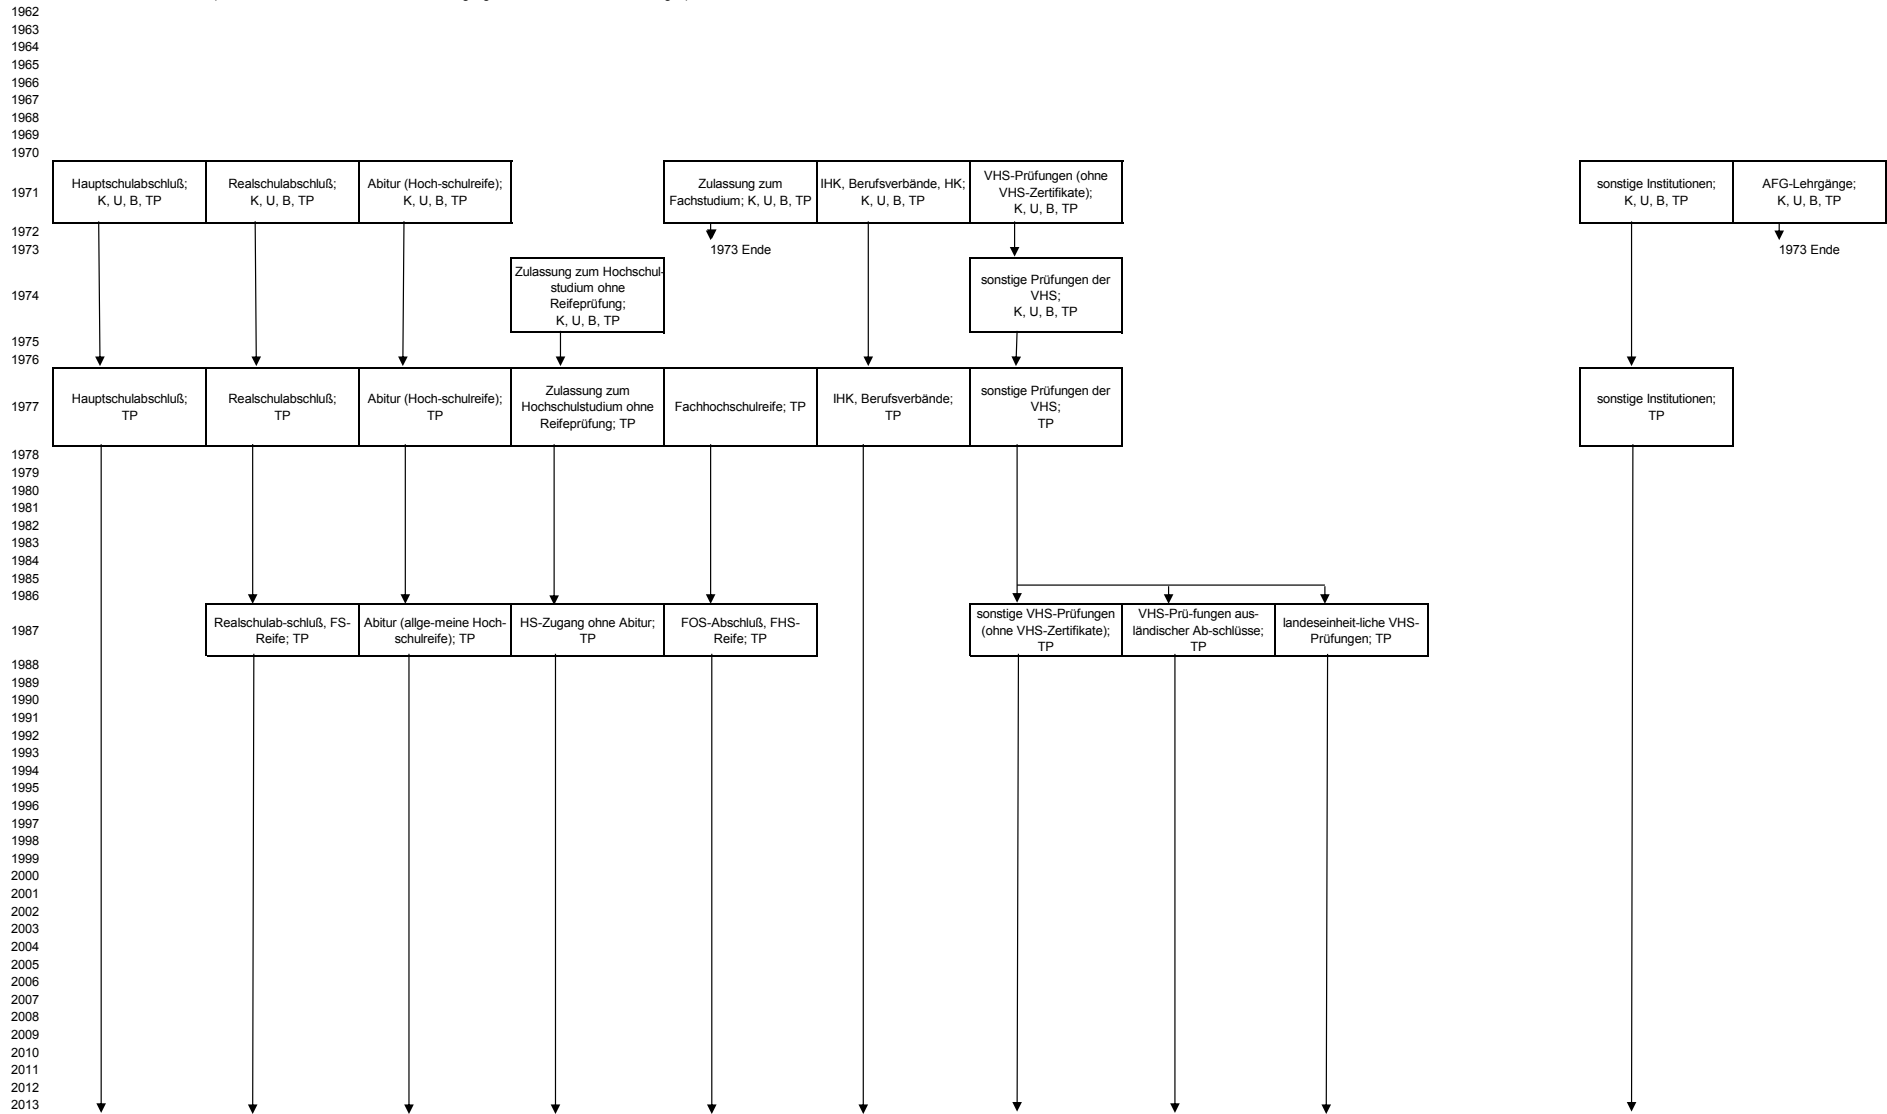 1962
1963
1964
1965
1966
1967
1968
1969
1970
1971
Hauptschulabschluß;
K, U, B, TP
Realschulabschluß;
K, U, B, TP
Abitur (Hoch-schulreife);
K, U, B, TP
Zulassung zum
Fachstudium; K, U, B, TP
IHK, Berufsverbände, HK;
K, U, B, TP
VHS-Prüfungen (ohne
VHS-Zertifikate);
K, U, B, TP
sonstige Institutionen;
K, U, B, TP
AFG-Lehrgänge;
K, U, B, TP
1972
1973
1973 Ende
1973 Ende
1974
Zulassung zum Hochschul-
studium ohne
Reifeprüfung;
K, U, B, TP
sonstige Prüfungen der
VHS;
K, U, B, TP
1975
1976
1977
Hauptschulabschluß;
TP
Realschulabschluß;
TP
Abitur (Hoch-schulreife);
TP
Zulassung zum
Hochschulstudium ohne
Reifeprüfung; TP
Fachhochschulreife; TP
IHK, Berufsverbände;
TP
sonstige Prüfungen der
VHS;
TP
sonstige Institutionen;
TP
1978
1979
1980
1981
1982
1983
1984
1985
1986
1987
Realschulab-schluß, FS-
Reife; TP
Abitur (allge-meine Hoch-
schulreife); TP
HS-Zugang ohne Abitur;
TP
FOS-Abschluß, FHS-
Reife; TP
sonstige VHS-Prüfungen
(ohne VHS-Zertifikate);
TP
VHS-Prü-fungen aus-
ländischer Ab-schlüsse;
TP
landeseinheit-liche VHS-
Prüfungen; TP
1988
1989
1990
1991
1992
1993
1994
1995
1996
1997
1998
1999
2000
2001
2002
2003
2004
2005
2006
2007
2008
2009
2010
2011
2012
2013